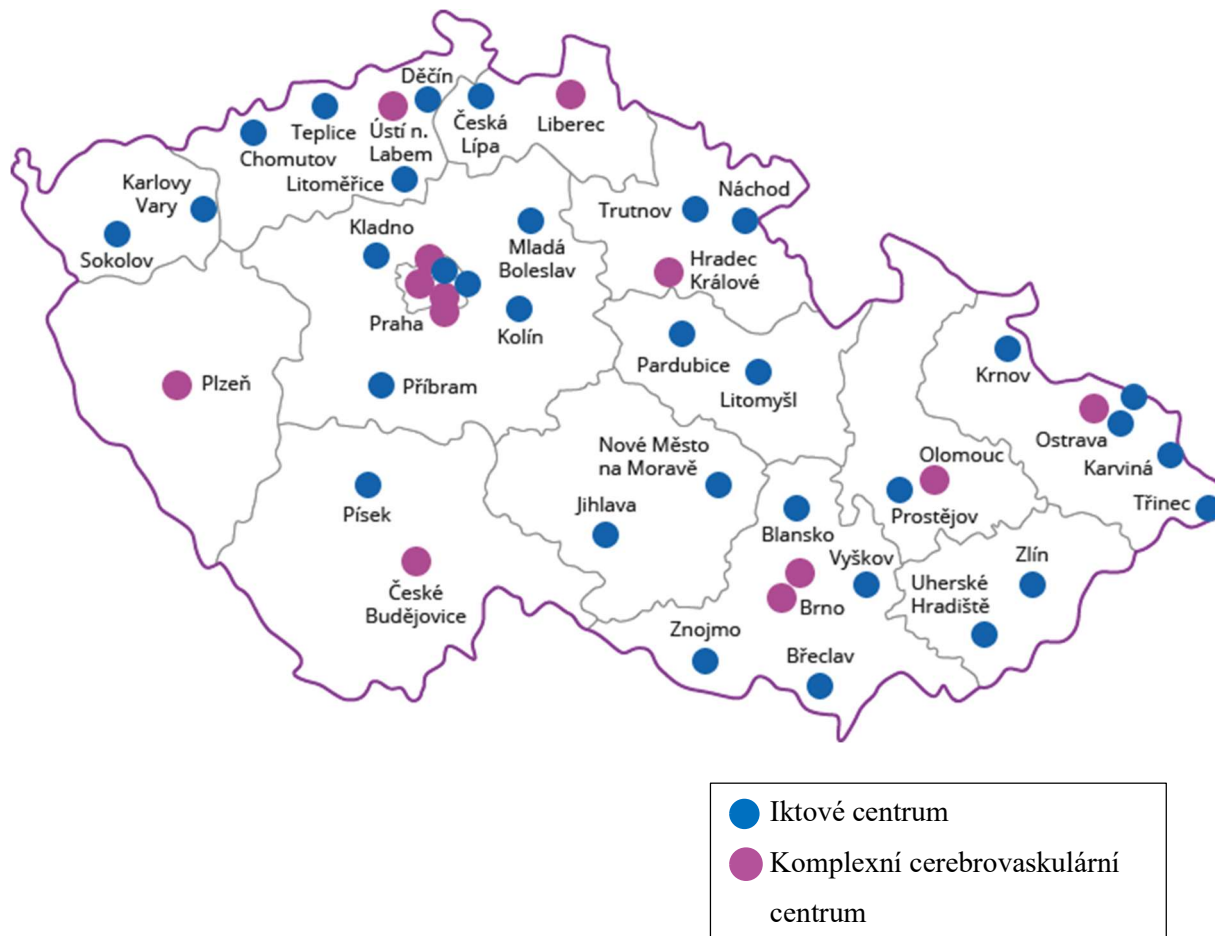 Děčín
Teplice
Ústí n.
Labem
Česká
Lípa
Liberec
Chomutov
Litoměřice
Karlovy
Vary
Sokolov
Kladno
Mladá
Boleslav
Trutnov
Náchod
Hradec
Králové
Praha
Kolín
Pardubice
Litomyšl
Krnov
Plzeň
Příbram
Ostrava
Karviná
Třinec
Olomouc
Prostějov
Nové Město
na Moravě
Jihlava
Písek
České
Budějovice
Blansko
Vyškov
Brno
Zlín
Uherské
Hradiště
Znojmo
Břeclav
Iktové centrum
Komplexní cerebrovaskulární
centrum